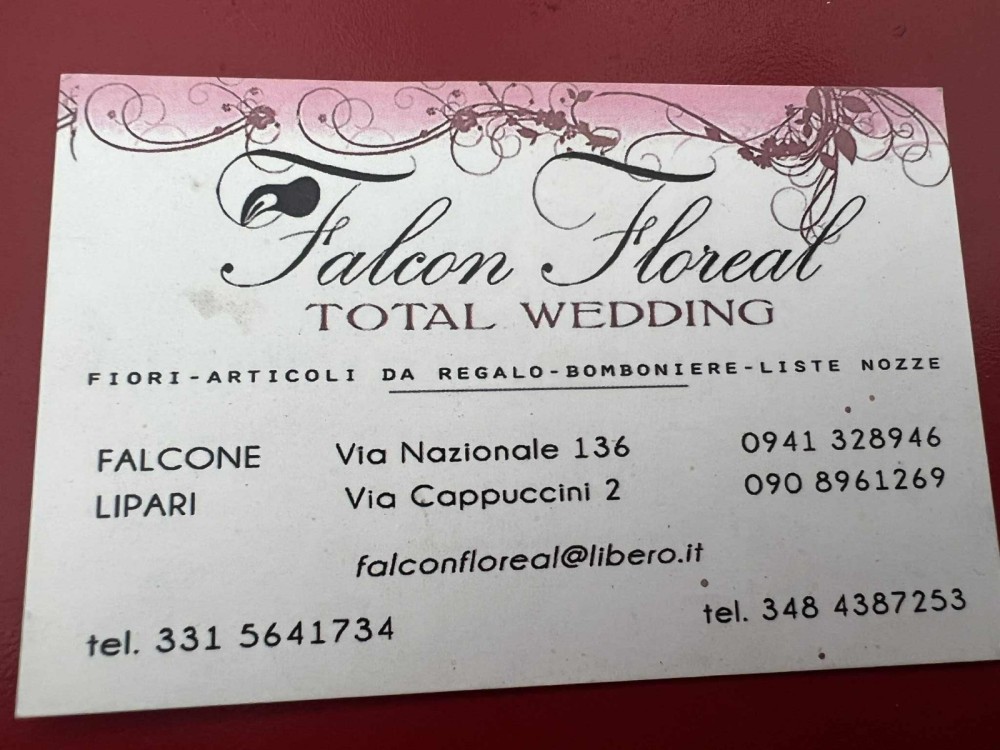 Falcon Floreal
TOTAL WEDDING
FIORI-ARTICOLI DA REGALO-BOMBONIERE-LISTE NOZZE
FALCONE Via Nazionale 136 0941 328946
LIPARI Via Cappuccini 2 090 8961269
falconfloreal@libero.it
tel. 331 5641734 tel. 348 4387253